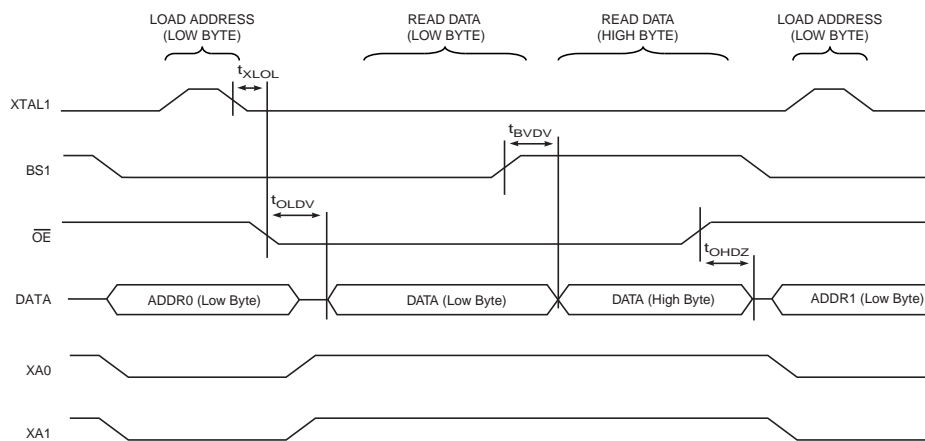 LOAD ADDRESS
(LOW BYTE)
READ DATA
(LOW BYTE)
READ DATA
(HIGH BYTE)
LOAD ADDRESS
(LOW BYTE)
tXLOL
XTAL1
tBVDV
BS1
tOLDV
OE
tOHDZ
DATA
ADDR0 (Low Byte)
DATA (Low Byte)
DATA (High Byte)
ADDR1 (Low Byte)
XA0
XA1